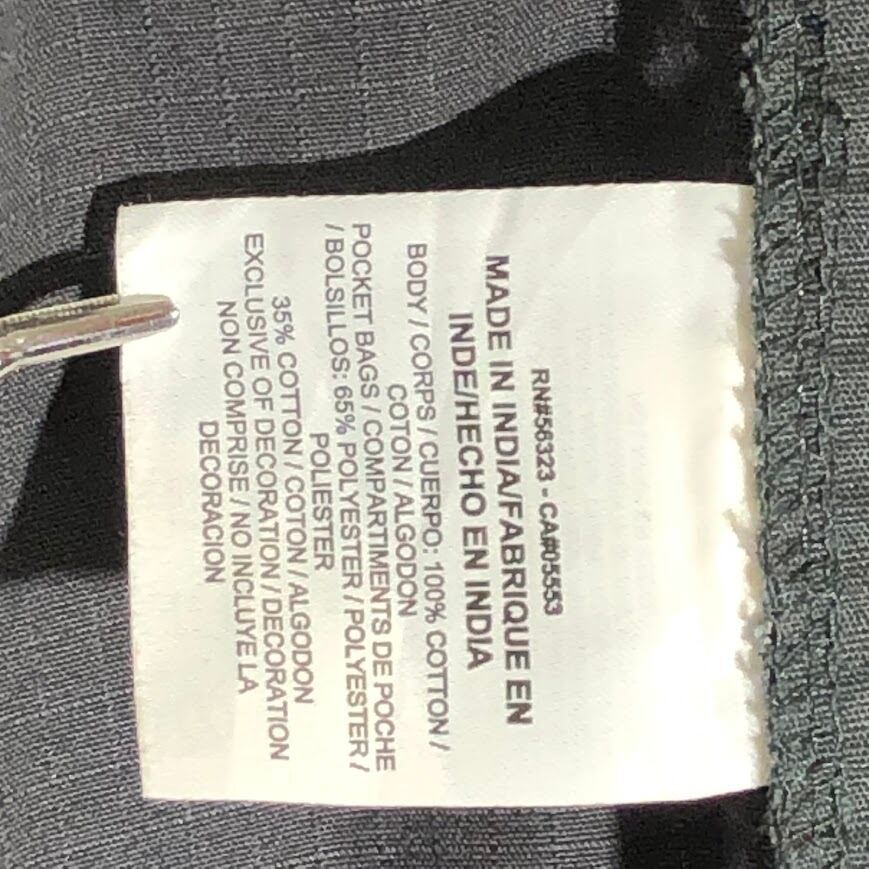 RN#56323 - CA#05553
MADE IN INDIA/FABRIQUE EN
INDE/HECHO EN INDIA
BODY / CORPS / CUERPO: 100% COTTON /
COTON / ALGODON
POCKET BAGS / COMPARTIMENTS DE POCHE
/ BOLSILLOS: 65% POLYESTER / POLYESTER /
POLIESTER
35% COTTON / COTON / ALGODON
EXCLUSIVE OF DECORATION / DECORATION
NON COMPRISE / NO INCLUYE LA
DECORACION